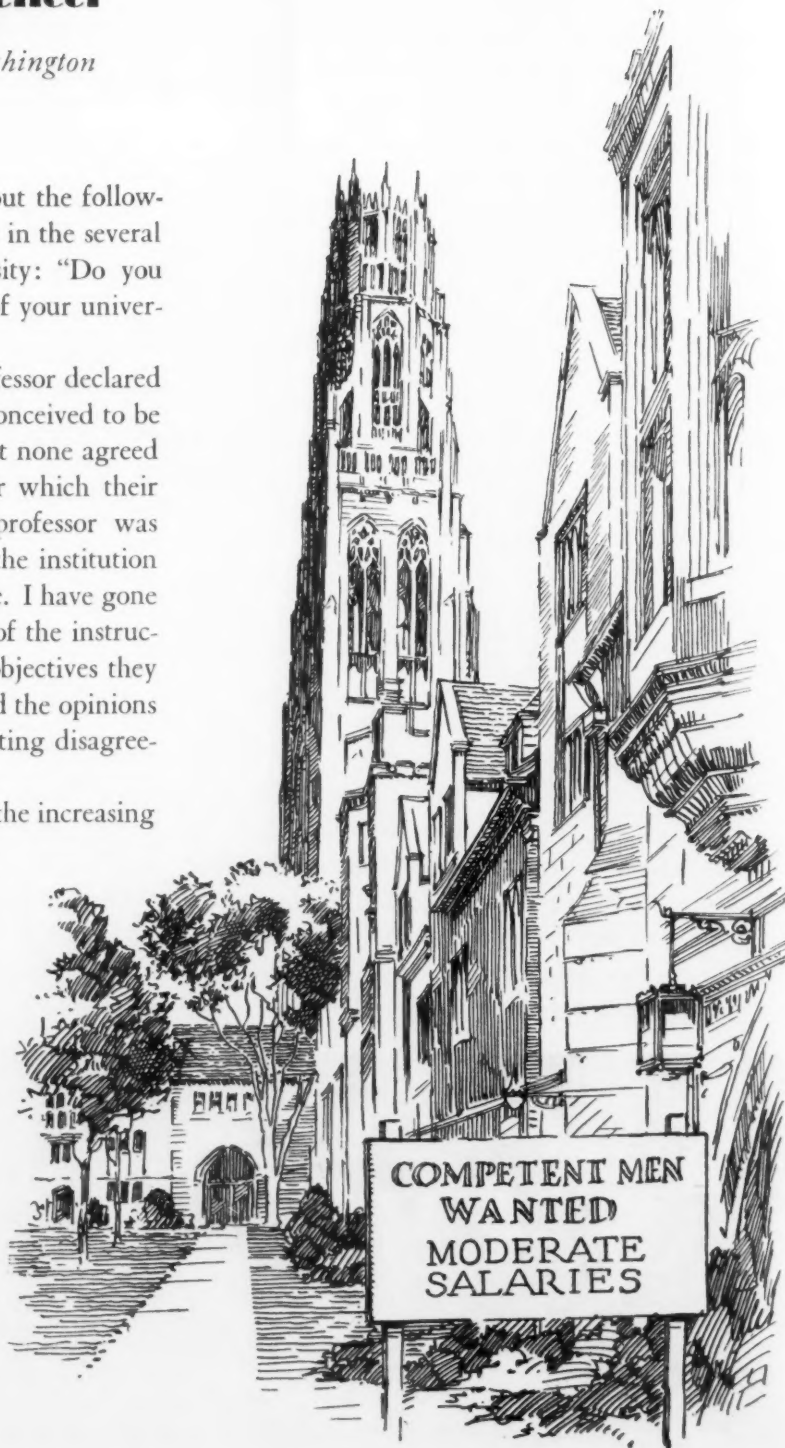 hington
out the follow-
in the several
sity: "Do you
f your univer-
fessor declared
onceived to be
t none agreed
r which their
professor was
he institution
e. I have gone
of the instruc-
objectives they
d the opinions
ting disagree-
the increasing
COMPETENT MEN
WANTED
MODERATE
SALARIES